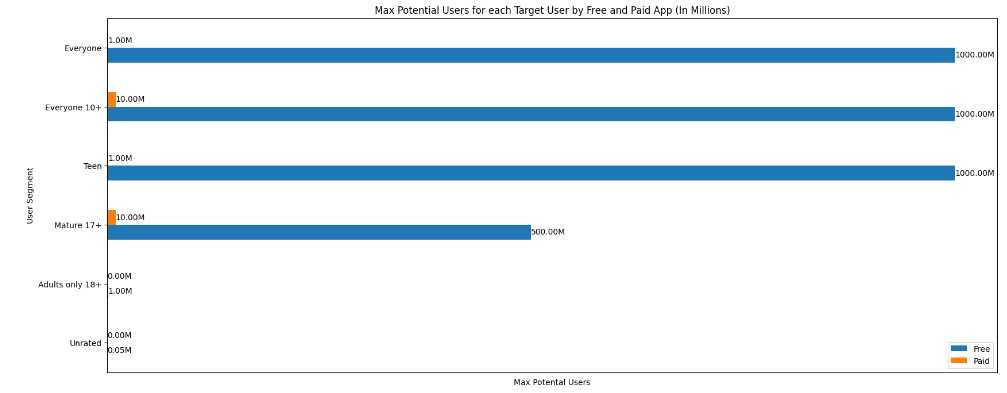 Max Potential Users for each Target User by Free and Paid App (In Millions)
Everyone
1.00M
1000.00M
Everyone 10+
10.00M
1000.00M
Teen
1.00M
1000.00M
User Segment
Mature 17+
10.00M
500.00M
Adults only 18+
0.00M
1.00M
Unrated
0.00M
0.05M
Free
Paid
Max Potental Users